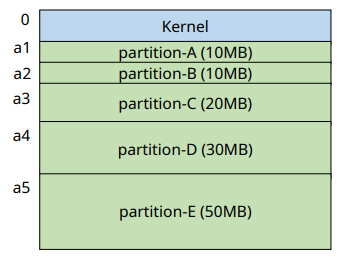 0
Kernel
a1
partition-A (10MB)
a2
partition-B (10MB)
a3
partition-C (20MB)
a4
partition-D (30MB)
a5
partition-E (50MB)